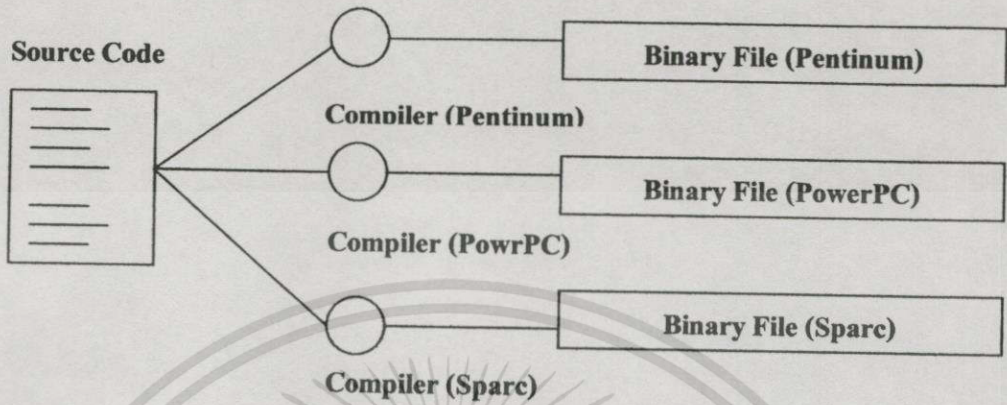 Source Code
Binary File (Pentinum)
Compiler (Pentinum)
Binary File (PowerPC)
Compiler (PowrPC)
Binary File (Sparc)
Compiler (Sparc)